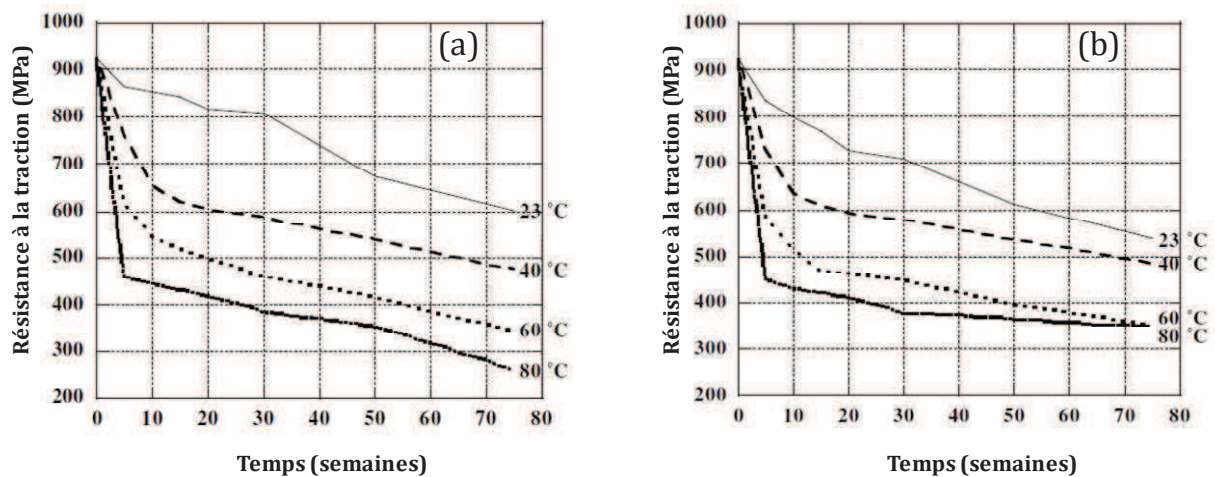 Résistance à la traction (MPa)
1000
900
800
700
600
500
400
300
200
0 10 20 30 40 50 60 70 80
Temps (semaines)
(a)
23 °C
40 °C
60 °C
80 °C
Résistance à la traction (MPa)
1000
900
800
700
600
500
400
300
200
0 10 20 30 40 50 60 70 80
Temps (semaines)
(b)
23 °C
40 °C
60 °C
80 °C